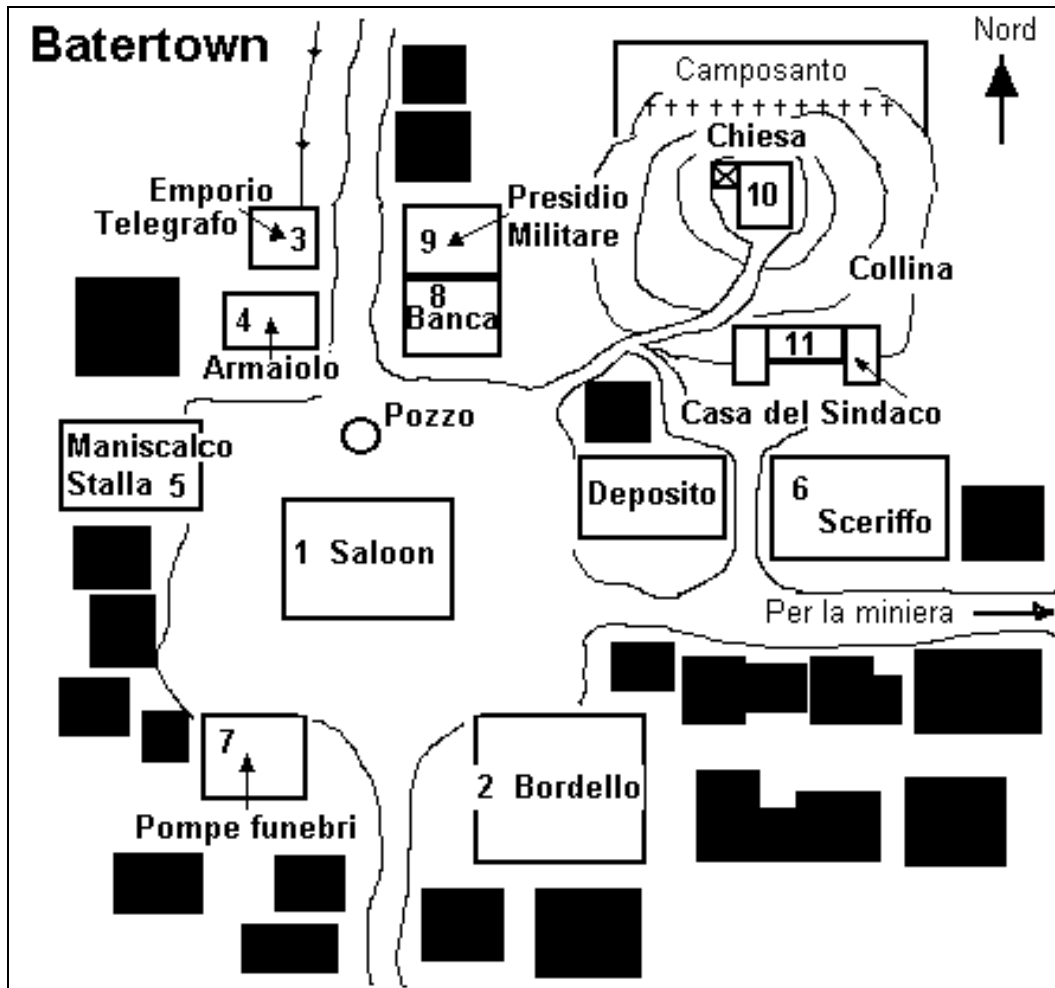 Batertown
Nord
Camposanto
Chiesa
10
Emporio
Telegrafo
3
Presidio
Militare
9
Collina
8
Banca
4
Armaiolo
11
Casa del Sindaco
Pozzo
Maniscalco
Stalla 5
Deposito
6
Sceriffo
1 Saloon
Per la miniera
7
2 Bordello
Pompe funebri